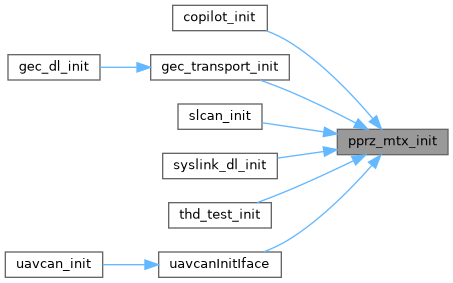 copilot_init
gec_dl_init
gec_transport_init
slcan_init
pprz_mtx_init
syslink_dl_init
thd_test_init
uavcan_init
uavcanInitIface